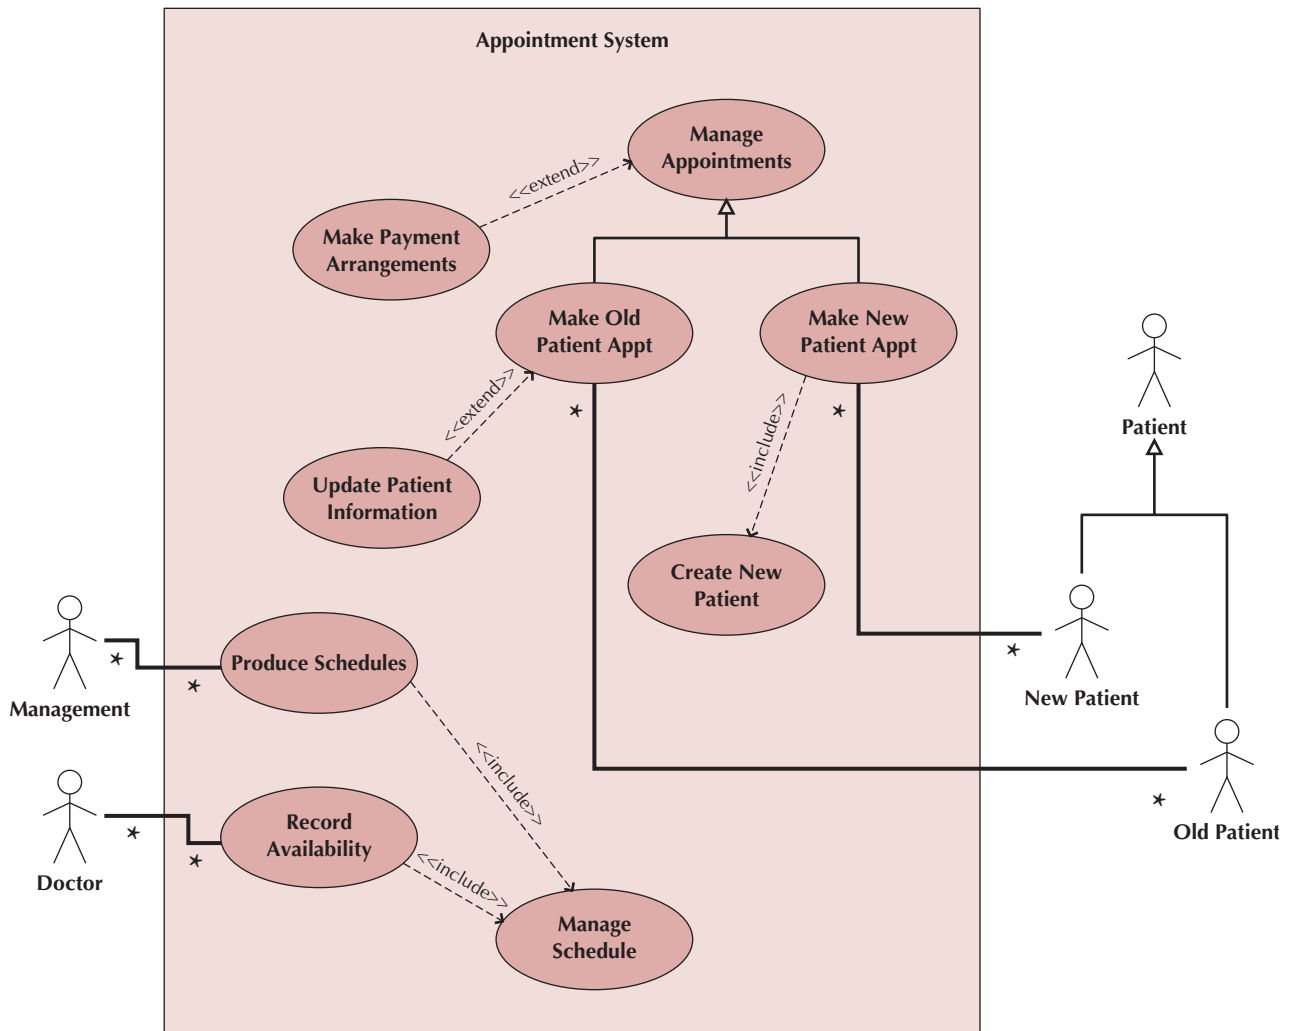 Appointment System
Manage
Appointments
<<extend>>
Make Payment
Arrangements
Make Old
Patient Appt
Make New
Patient Appt
Patient
<<extend>>
*
<<include>>
*
Update Patient
Information
Create New
Patient
Management
*
*
Produce Schedules
*
New Patient
<<include>>
*
Old Patient
Doctor
*
*
Record
Availability
<<include>>
Manage
Schedule